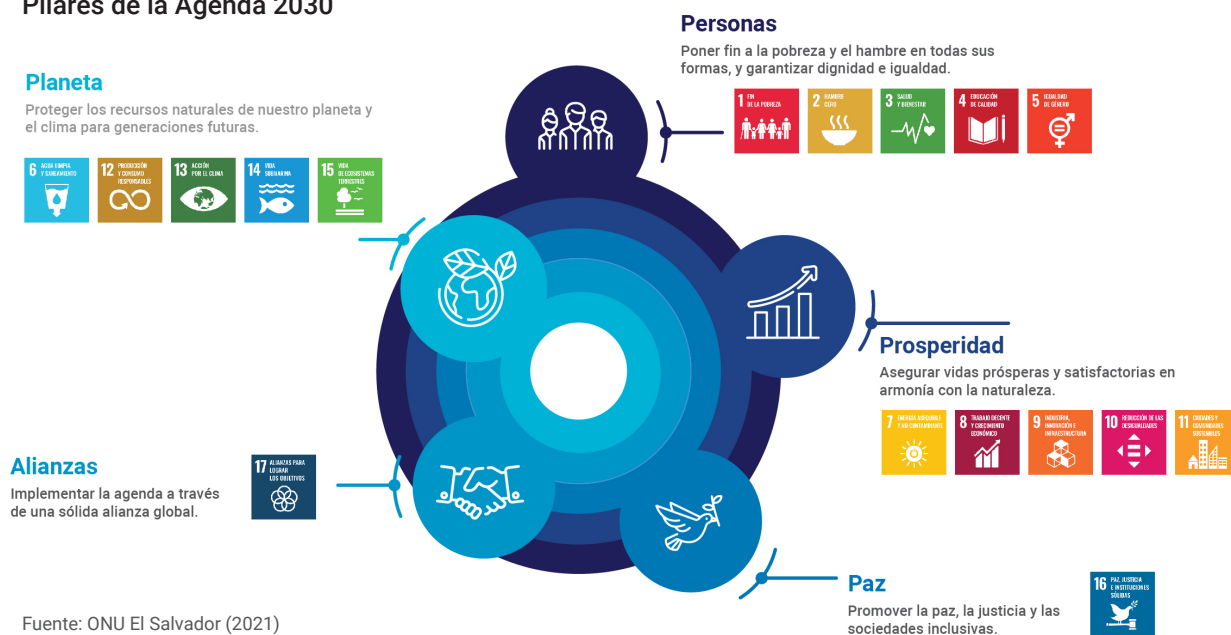 Pilares de la Agenda 2030
Personas
Poner fin a la pobreza y el hambre en todas sus
formas, y garantizar dignidad e igualdad.
1 FIN
DE LA POBREZA
2 HAMBRE
CERO
3 SALUD
Y BIENESTAR
4 EDUCACIÓN
DE CALIDAD
5 IGUALDAD
DE GÉNERO
Planeta
Proteger los recursos naturales de nuestro planeta y
el clima para generaciones futuras.
6 AGUA LIMPIA
Y SANEAMIENTO
12 PRODUCCIÓN
Y CONSUMO
RESPONSABLES
13 ACCIÓN
POR EL CLIMA
14 VIDA
SUBMARINA
15 VIDA
DE ECOSISTEMAS
TERRESTRES
Prosperidad
Asegurar vidas prósperas y satisfactorias en
armonía con la naturaleza.
7 ENERGÍA ASEQUIBLE
Y NO CONTAMINANTE
8 TRABAJO DECENTE
Y CRECIMIENTO
ECONÓMICO
9 INDUSTRIA,
INNOVACIÓN E
INFRAESTRUCTURA
10 REDUCCIÓN DE LAS
DESIGUALDADES
11 CIUDADES Y
COMUNIDADES
SOSTENIBLES
Alianzas
Implementar la agenda a través
de una sólida alianza global.
17 ALIANZAS PARA
LOGRAR
LOS OBJETIVOS
Paz
Promover la paz, la justicia y las
sociedades inclusivas.
16 PAZ, JUSTICIA
E INSTITUCIONES
SÓLIDAS
Fuente: ONU El Salvador (2021)